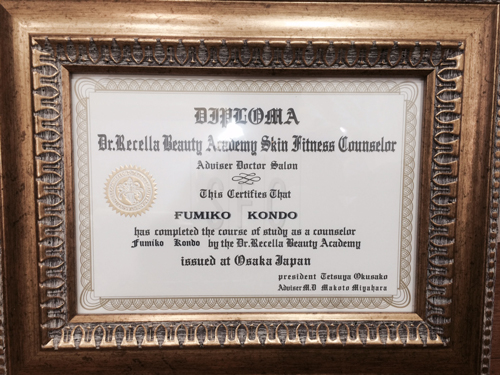 DIPLOMA
Dr.Recella Beauty Academy Skin Fitness Counselor
Adviser Doctor Salon
This Certifies That
FUMIKO KONDO
has completed the course of study as a counselor
Fumiko Kondo by the Dr.Recella Beauty Academy
issued at Osaka Japan
president Tetsuya Okusako
Adviser M.D Makoto Miyahara